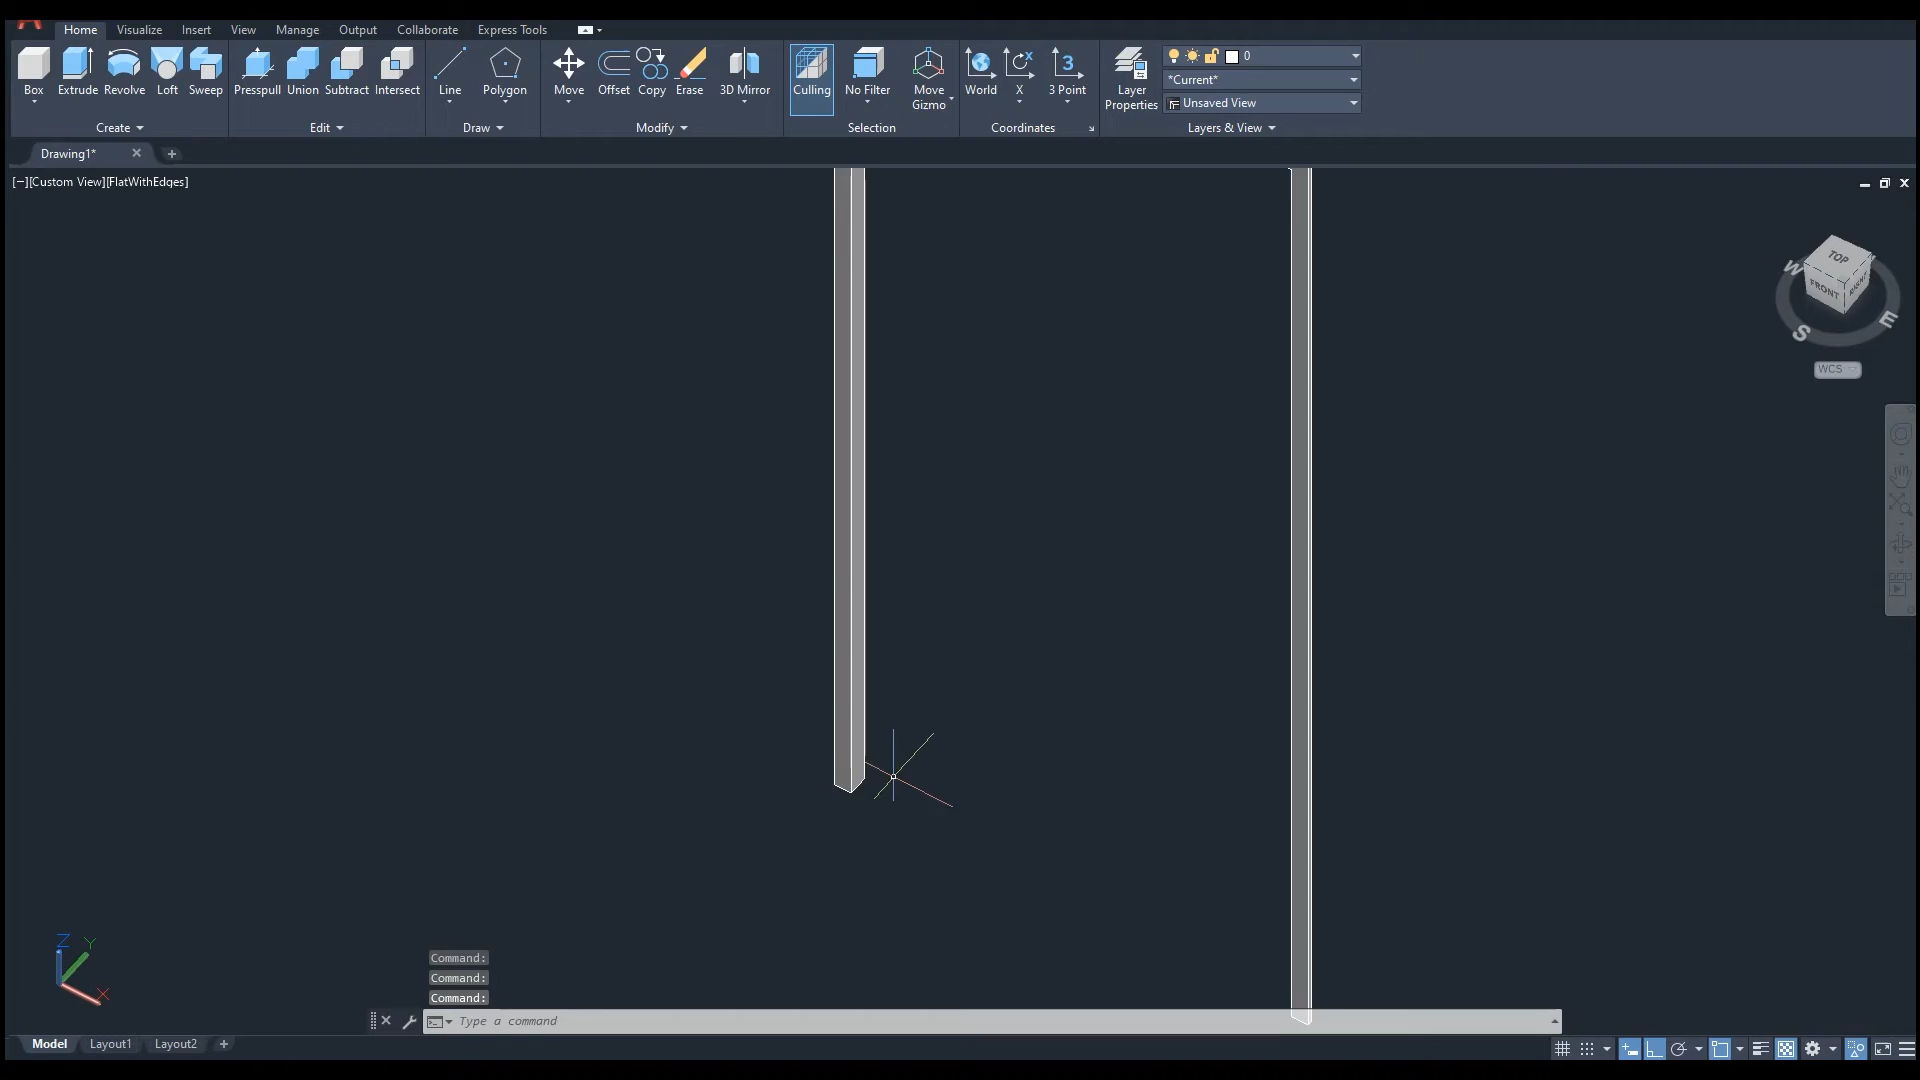 Home Visualize Insert View Manage Output Collaborate Express Tools
Box Extrude Revolve Loft Sweep Presspull Union Subtract Intersect Line Polygon Move Offset Copy Erase 3D Mirror Culling No Filter Move Gizmo World X 3 Point Layer Properties
0
*Current*
Unsaved View
Create Edit Draw Modify Selection Coordinates Layers & View
Drawing1*
[−][Custom View][FlatWithEdges]
TOP
W
FRONT RIGHT
S E
WCS
Z Y
X
Command:
Command:
Command:
Type a command
Model Layout1 Layout2